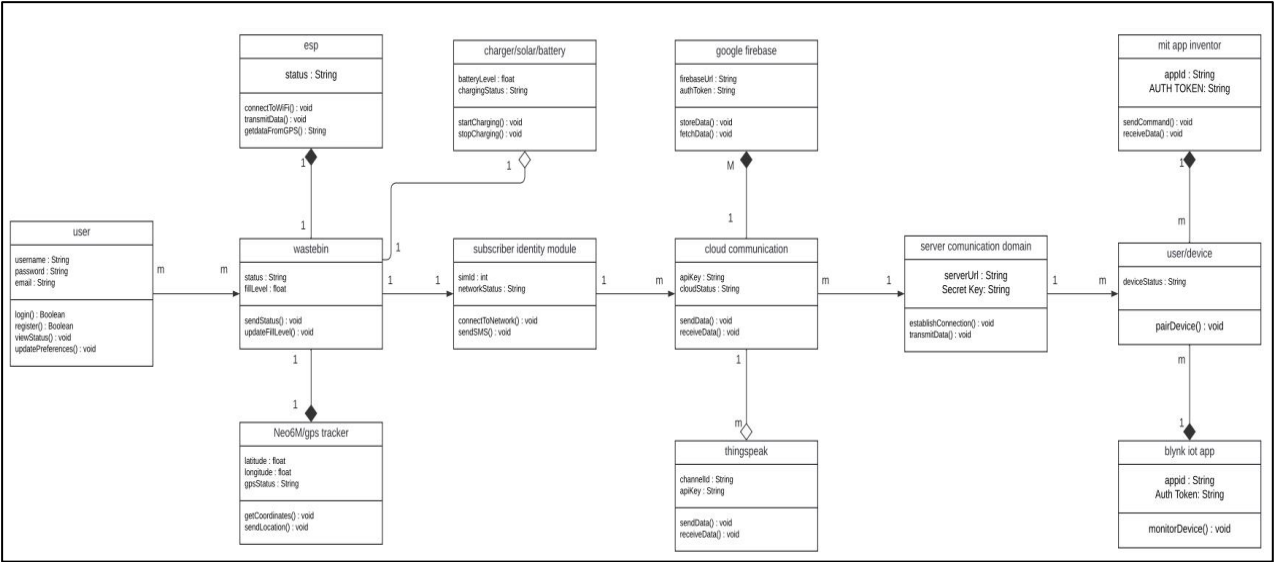 esp
status : String
connectToWiFi() : void
transmitData() : void
getdataFromGPS() : String
charger/solar/battery
batteryLevel : float
chargingStatus : String
startCharging() : void
stopCharging() : void
google firebase
firebaseUrl : String
authToken : String
storeData() : void
fetchData() : void
mit app inventor
appId : String
AUTH TOKEN: String
sendCommand() : void
receiveData() : void
1
1
M
1
1
1
1
m
user
username : String
password : String
email : String
login() : Boolean
register() : Boolean
viewStatus() : void
updatePreferences() : void
m
m
wastebin
status : String
fillLevel : float
sendStatus() : void
updateFillLevel() : void
1
1
subscriber identity module
simId : int
networkStatus : String
connectToNetwork() : void
sendSMS() : void
1
m
cloud communication
apiKey : String
cloudStatus : String
sendData() : void
receiveData() : void
m
1
server comunication domain
serverUrl : String
Secret Key: String
establishConnection() : void
transmitData() : void
1
m
user/device
deviceStatus : String
pairDevice() : void
1
1
m
1
m
1
Neo6M/gps tracker
latitude : float
longitude : float
gpsStatus : String
getCoordinates() : void
sendLocation() : void
thingspeak
channelId : String
apiKey : String
sendData() : void
receiveData() : void
blynk iot app
appid : String
Auth Token: String
monitorDevice() : void